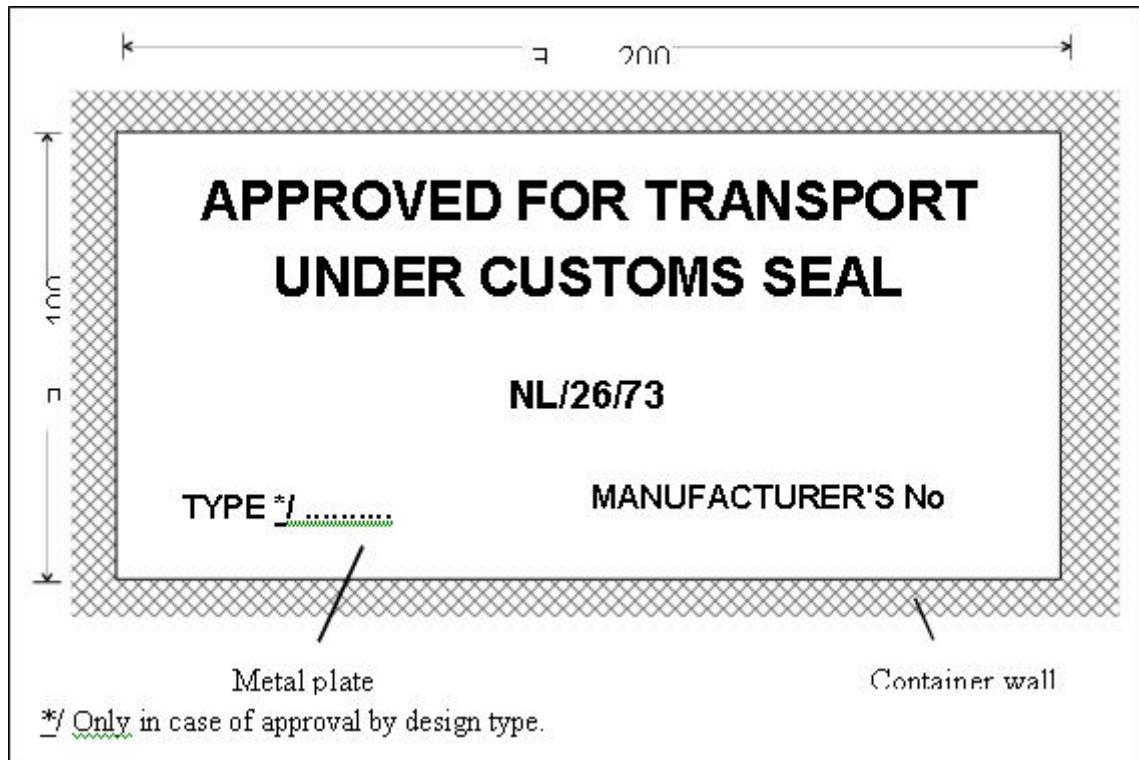 200
APPROVED FOR TRANSPORT
UNDER CUSTOMS SEAL
100
NL/26/73
TYPE */ ..........
MANUFACTURER'S No
Metal plate
Container wall
*/ Only in case of approval by design type.